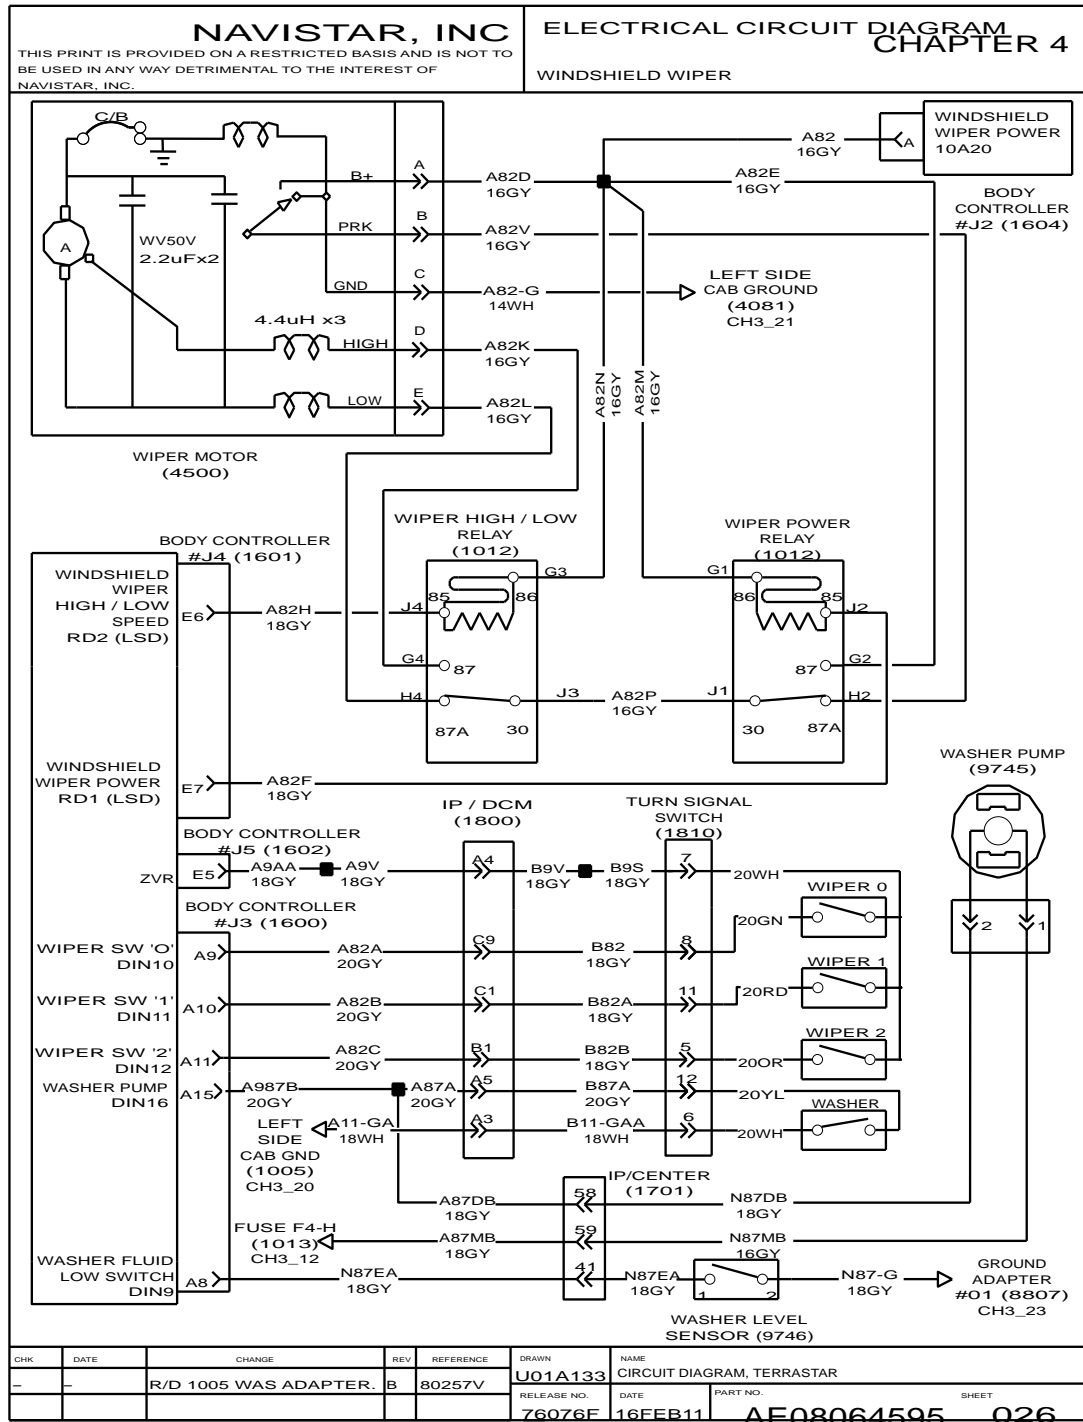 NAVISTAR, INC
THIS PRINT IS PROVIDED ON A RESTRICTED BASIS AND IS NOT TO
BE USED IN ANY WAY DETRIMENTAL TO THE INTEREST OF
NAVISTAR, INC.
ELECTRICAL CIRCUIT DIAGRAM
CHAPTER 4
WINDSHIELD WIPER
C/B
A
WV50V
2.2uFx2
4.4uH x3
B+
PRK
GND
HIGH
LOW
A
B
C
D
E
WIPER MOTOR
(4500)
A82D
16GY
A82V
16GY
A82-G
14WH
A82K
16GY
A82L
16GY
A82
16GY
A82E
16GY
A
WINDSHIELD
WIPER POWER
10A20
BODY
CONTROLLER
#J2 (1604)
LEFT SIDE
CAB GROUND
(4081)
CH3_21
A82N
16GY
A82M
16GY
WIPER HIGH / LOW
RELAY
(1012)
G3
85
86
J4
G4
87
H4
87A
30
J3
A82P
16GY
WIPER POWER
RELAY
(1012)
G1
86
85
J2
87
G2
J1
H2
30
87A
BODY CONTROLLER
#J4 (1601)
WINDSHIELD
WIPER
HIGH / LOW
SPEED
RD2 (LSD)
E6
A82H
18GY
WINDSHIELD
WIPER POWER
RD1 (LSD)
E7
A82F
18GY
BODY CONTROLLER
#J5 (1602)
ZVR
E5
A9AA
18GY
A9V
18GY
IP / DCM
(1800)
A4
B9V
18GY
B9S
18GY
TURN SIGNAL
SWITCH
(1810)
7
20WH
WASHER PUMP
(9745)
2
1
BODY CONTROLLER
#J3 (1600)
WIPER SW 'O'
DIN10
A9
A82A
20GY
C9
B82
18GY
8
20GN
WIPER 0
WIPER SW '1'
DIN11
A10
A82B
20GY
C1
B82A
18GY
11
20RD
WIPER 1
WIPER SW '2'
DIN12
A11
A82C
20GY
B1
B82B
18GY
5
20OR
WIPER 2
WASHER PUMP
DIN16
A15
A987B
20GY
A87A
20GY
A5
B87A
20GY
12
20YL
WASHER
LEFT
SIDE
CAB GND
(1005)
CH3_20
A11-GA
18WH
A3
B11-GAA
18WH
6
20WH
IP/CENTER
(1701)
A87DB
18GY
58
N87DB
18GY
FUSE F4-H
(1013)
CH3_12
A87MB
18GY
59
N87MB
16GY
WASHER FLUID
LOW SWITCH
DIN9
A8
N87EA
18GY
41
N87EA
18GY
1
2
N87-G
18GY
GROUND
ADAPTER
#01 (8807)
CH3_23
WASHER LEVEL
SENSOR (9746)
CHK DATE CHANGE REV REFERENCE
– – R/D 1005 WAS ADAPTER. B 80257V
DRAWN
U01A133
NAME
CIRCUIT DIAGRAM, TERRASTAR
RELEASE NO.
76076F
DATE
16FEB11
PART NO.
AE08064595
SHEET
026